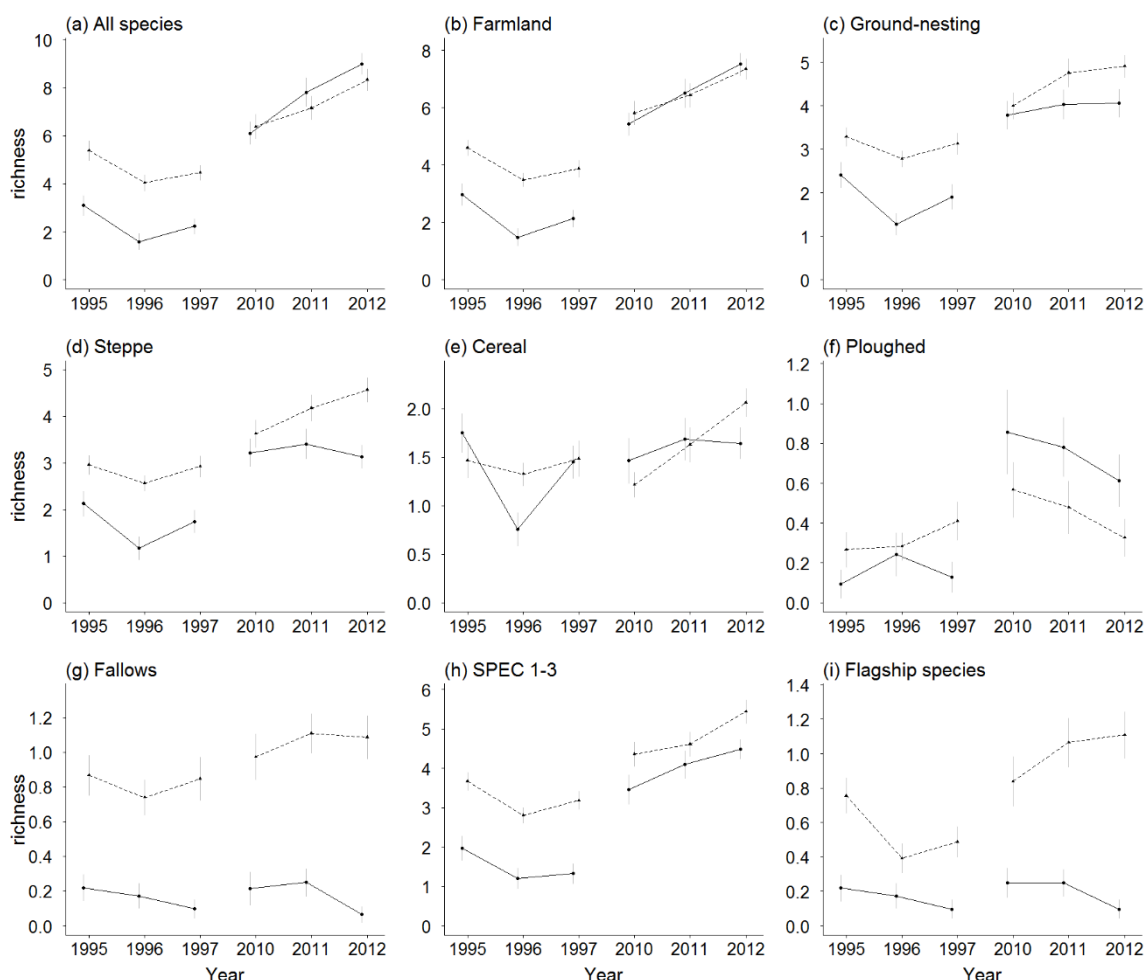 (a) All species
(b) Farmland
(c) Ground-nesting
richness
10
8
6
4
2
0
1995 1996 1997 2010 2011 2012
8
6
4
2
0
1995 1996 1997 2010 2011 2012
5
4
3
2
1
0
1995 1996 1997 2010 2011 2012
(d) Steppe
(e) Cereal
(f) Ploughed
richness
5
4
3
2
1
0
1995 1996 1997 2010 2011 2012
2.0
1.5
1.0
0.5
0.0
1995 1996 1997 2010 2011 2012
1.2
1.0
0.8
0.6
0.4
0.2
0.0
1995 1996 1997 2010 2011 2012
(g) Fallows
(h) SPEC 1-3
(i) Flagship species
richness
1.2
1.0
0.8
0.6
0.4
0.2
0.0
1995 1996 1997 2010 2011 2012
Year
6
5
4
3
2
1
0
1995 1996 1997 2010 2011 2012
Year
1.4
1.2
1.0
0.8
0.6
0.4
0.2
0.0
1995 1996 1997 2010 2011 2012
Year